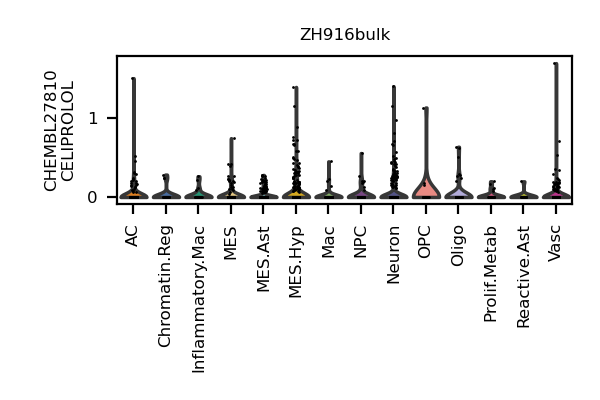 ZH916bulk
CHEMBL27810
CELIPROLOL
1
0
AC
Chromatin.Reg
Inflammatory.Mac
MES
MES.Ast
MES.Hyp
Mac
NPC
Neuron
OPC
Oligo
Prolif.Metab
Reactive.Ast
Vasc